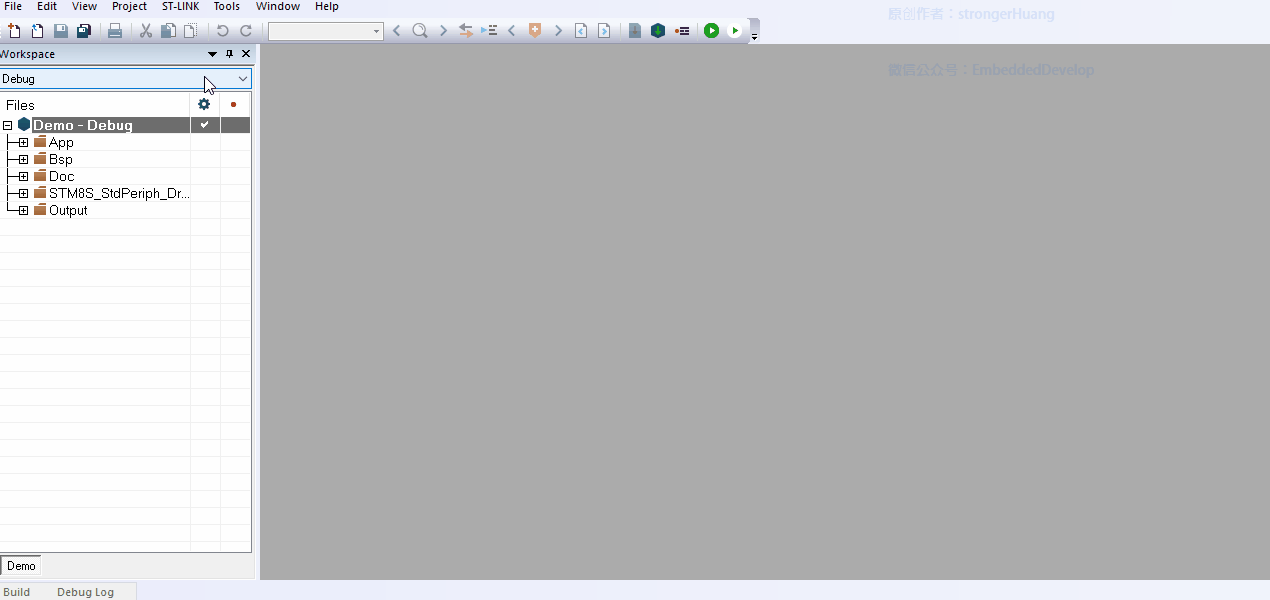 File Edit View Project ST-LINK Tools Window Help
原创作者：strongerHuang
Workspace
微信公众号：EmbeddedDevelop
Debug
Files
Demo - Debug
App
Bsp
Doc
STM8S_StdPeriph_Dr...
Output
Demo
Build Debug Log